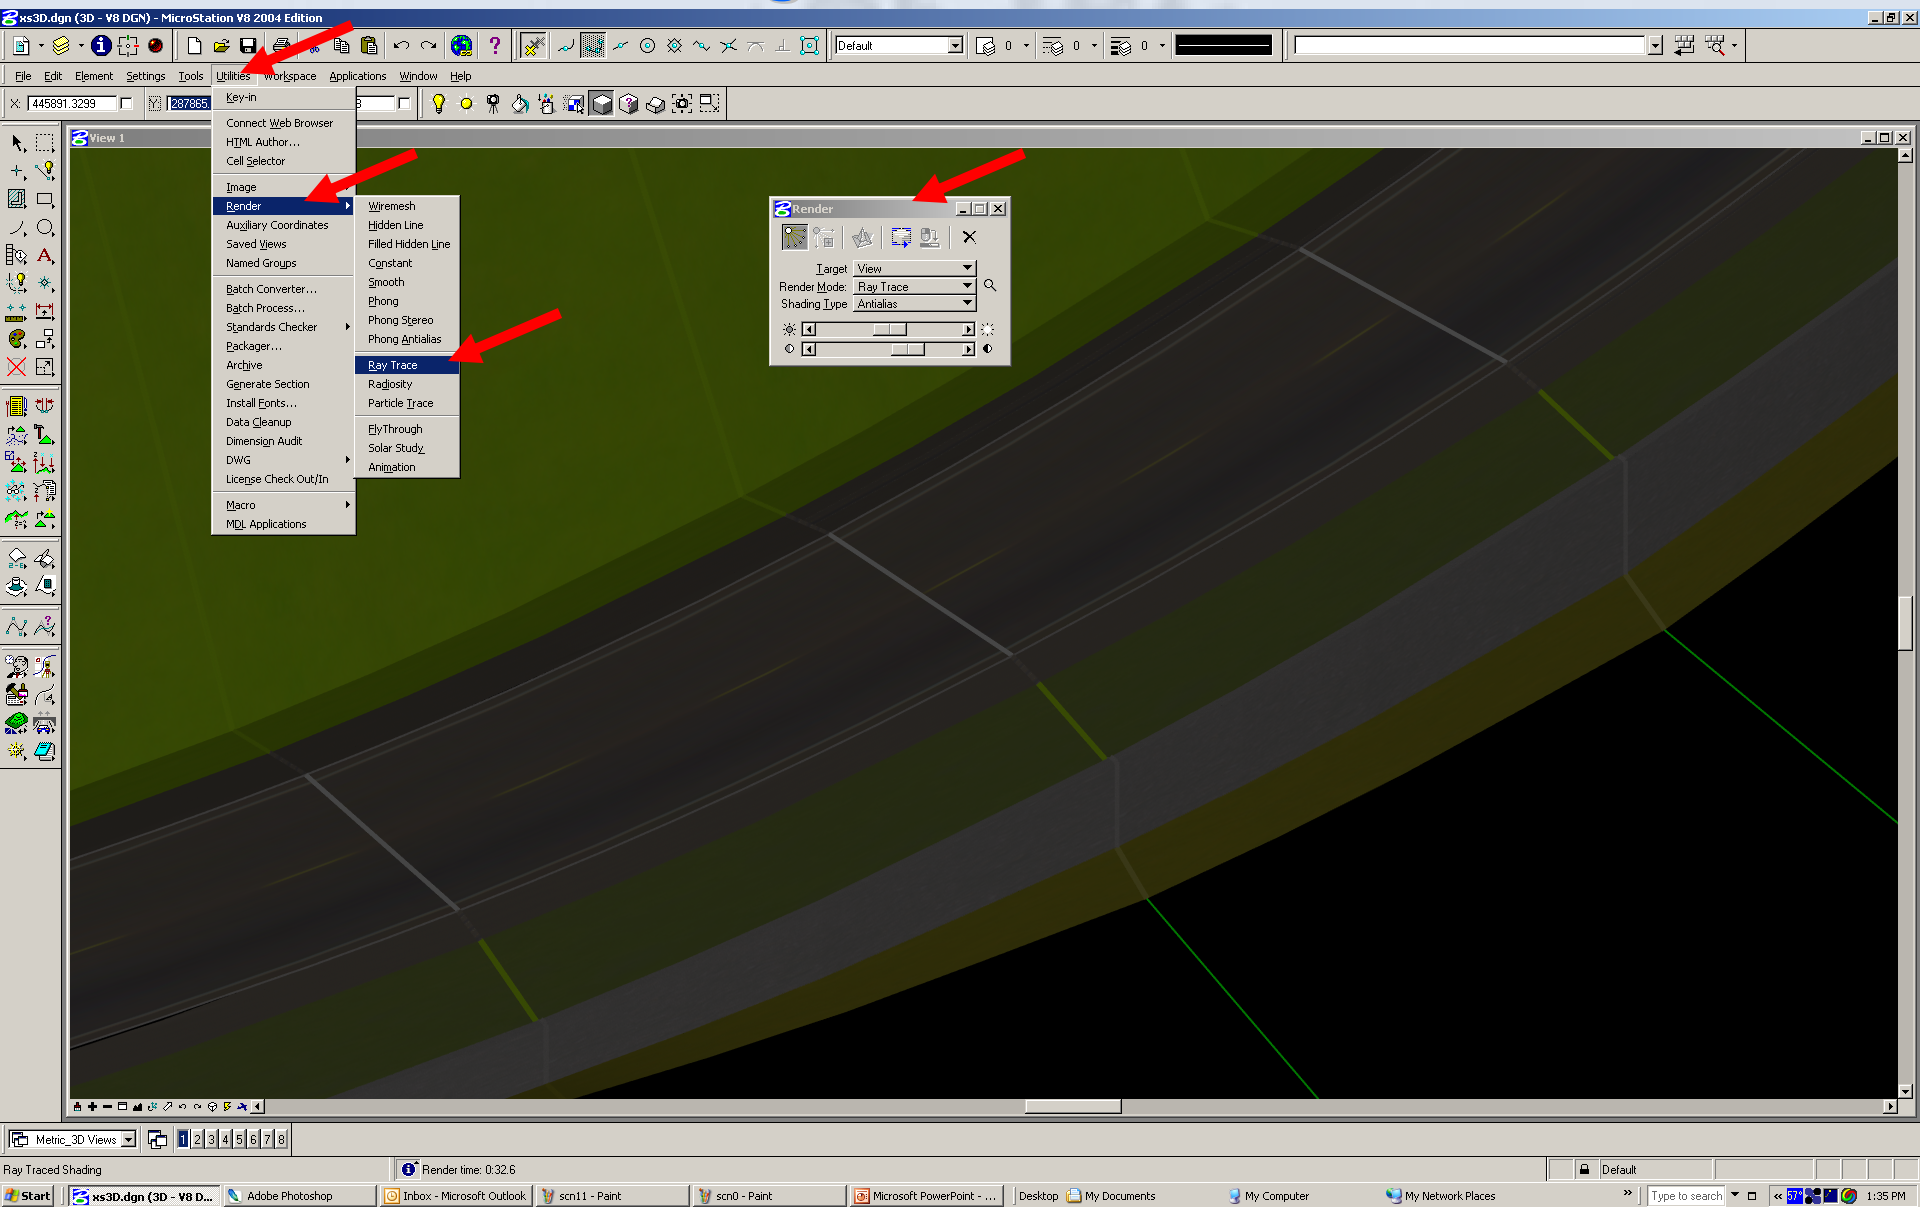 xs3D.dgn (3D - V8 DGN) - MicroStation V8 2004 Edition
Default
0
0
0
File Edit Element Settings Tools Utilities Workspace Applications Window Help
X: 445891.3299 Y: 287865.
View 1
Key-in
Connect Web Browser
HTML Author...
Cell Selector
Image
Render
Auxiliary Coordinates
Saved Views
Named Groups
Batch Converter...
Batch Process...
Standards Checker
Packager...
Archive
Generate Section
Install Fonts...
Data Cleanup
Dimension Audit
DWG
License Check Out/In
Macro
MDL Applications
Wiremesh
Hidden Line
Filled Hidden Line
Constant
Smooth
Phong
Phong Stereo
Phong Antialias
Ray Trace
Radiosity
Particle Trace
FlyThrough
Solar Study
Animation
Render
Target View
Render Mode: Ray Trace
Shading Type Antialias
Metric_3D Views 1 2 3 4 5 6 7 8
Ray Traced Shading Render time: 0:32.6 Default
Start xs3D.dgn (3D - V8 D... Adobe Photoshop Inbox - Microsoft Outlook scn11 - Paint scn0 - Paint Microsoft PowerPoint - ... Desktop My Documents My Computer My Network Places » Type to search « 57° 1:35 PM